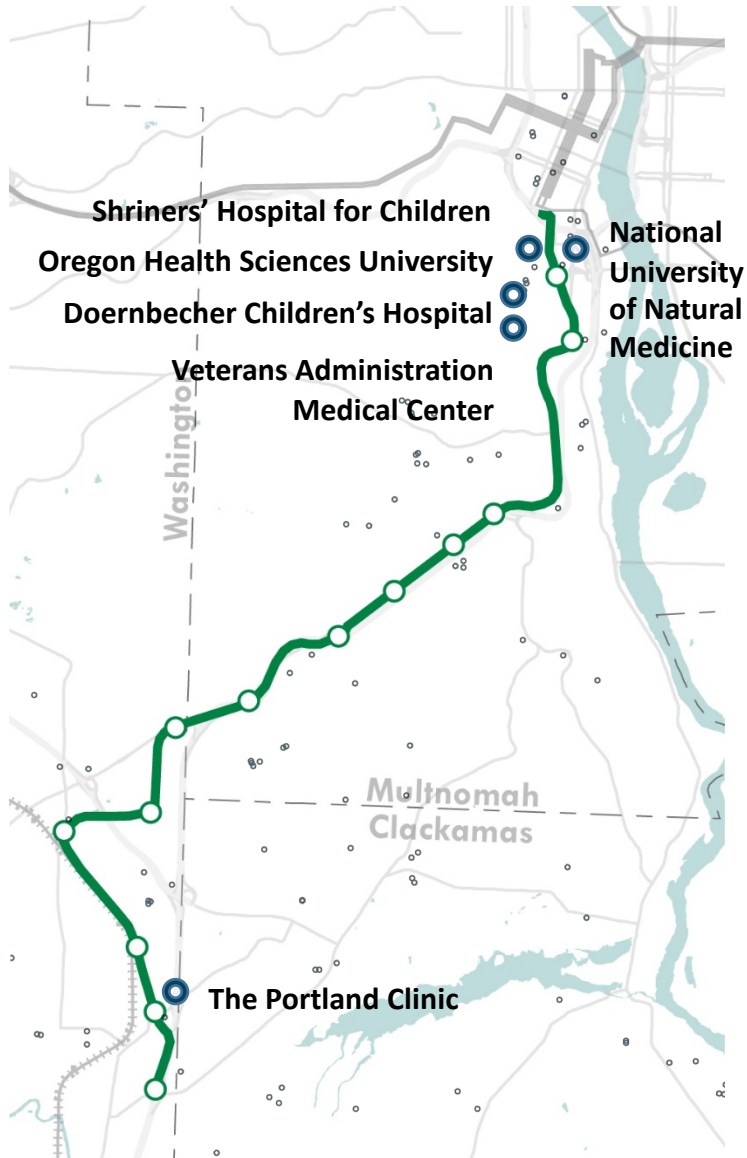 Shriners’ Hospital for Children
Oregon Health Sciences University
Doernbecher Children’s Hospital
Veterans Administration
Medical Center
National
University
of Natural
Medicine
Washington
Multnomah
Clackamas
The Portland Clinic